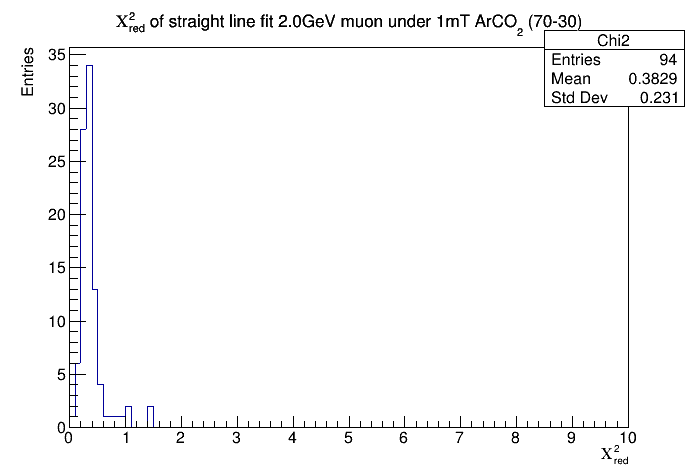 X²red of straight line fit 2.0GeV muon under 1mT ArCO2 (70-30)
Chi2
Entries 94
Mean 0.3829
Std Dev 0.231
Entries
35
30
25
20
15
10
5
0
0 1 2 3 4 5 6 7 8 9 10
X²red